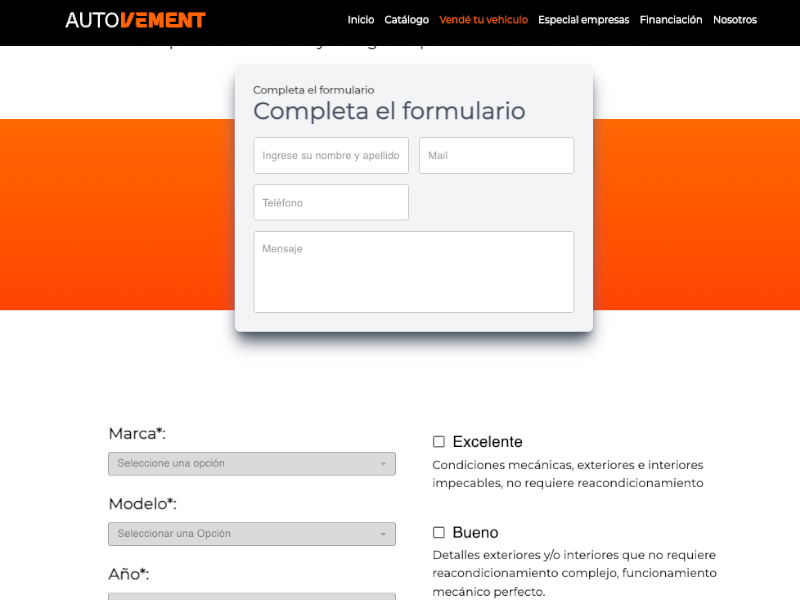 AUTOVEMENT
Inicio Catálogo Vendé tu vehículo Especial empresas Financiación Nosotros
Completa el formulario
Completa el formulario
Ingrese su nombre y apellido
Mail
Teléfono
Mensaje
Marca*:
Seleccione una opción
Modelo*:
Seleccionar una Opción
Año*:
Excelente
Condiciones mecánicas, exteriores e interiores
impecables, no requiere reacondicionamiento
Bueno
Detalles exteriores y/o interiores que no requiere
reacondicionamiento complejo, funcionamiento
mecánico perfecto.